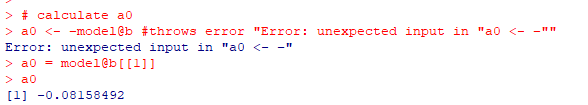 >
> # calculate a0
> a0 <- -model@b #throws error "Error: unexpected input in "a0 <- -""
Error: unexpected input in "a0 <- -"
> a0 = model@b[[1]]
> a0
[1] -0.08158492